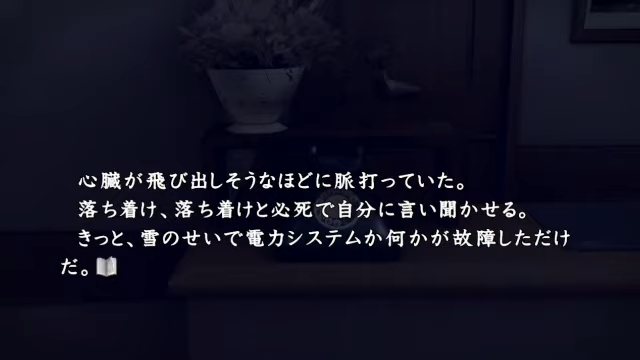 心臓が飛び出しそうなほどに脈打っていた。
落ち着け、落ち着けと必死で自分に言い聞かせる。
きっと、雪のせいで電力システムか何かが故障しただけ
だ。